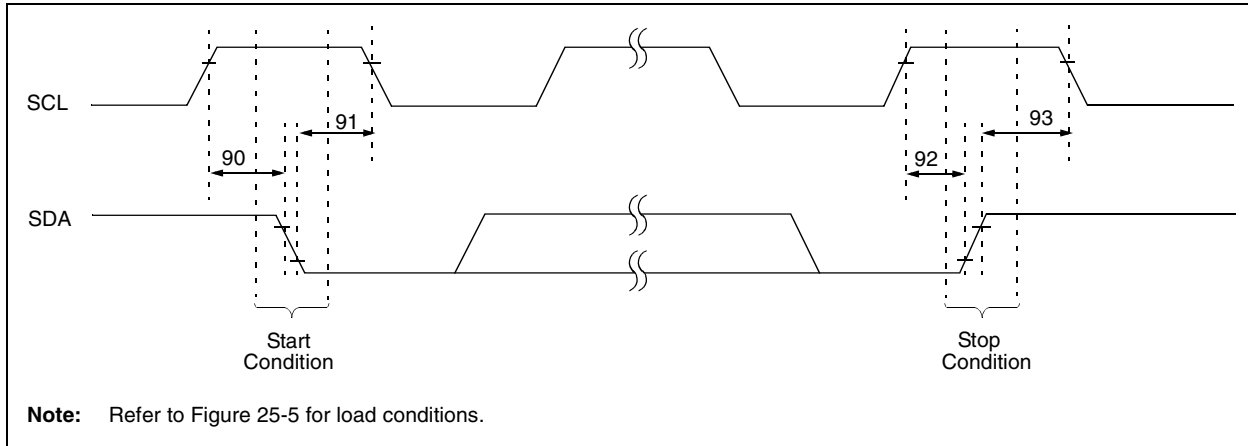 SCL
91
93
90
92
SDA
Start
Condition
Stop
Condition
Note: Refer to Figure 25-5 for load conditions.